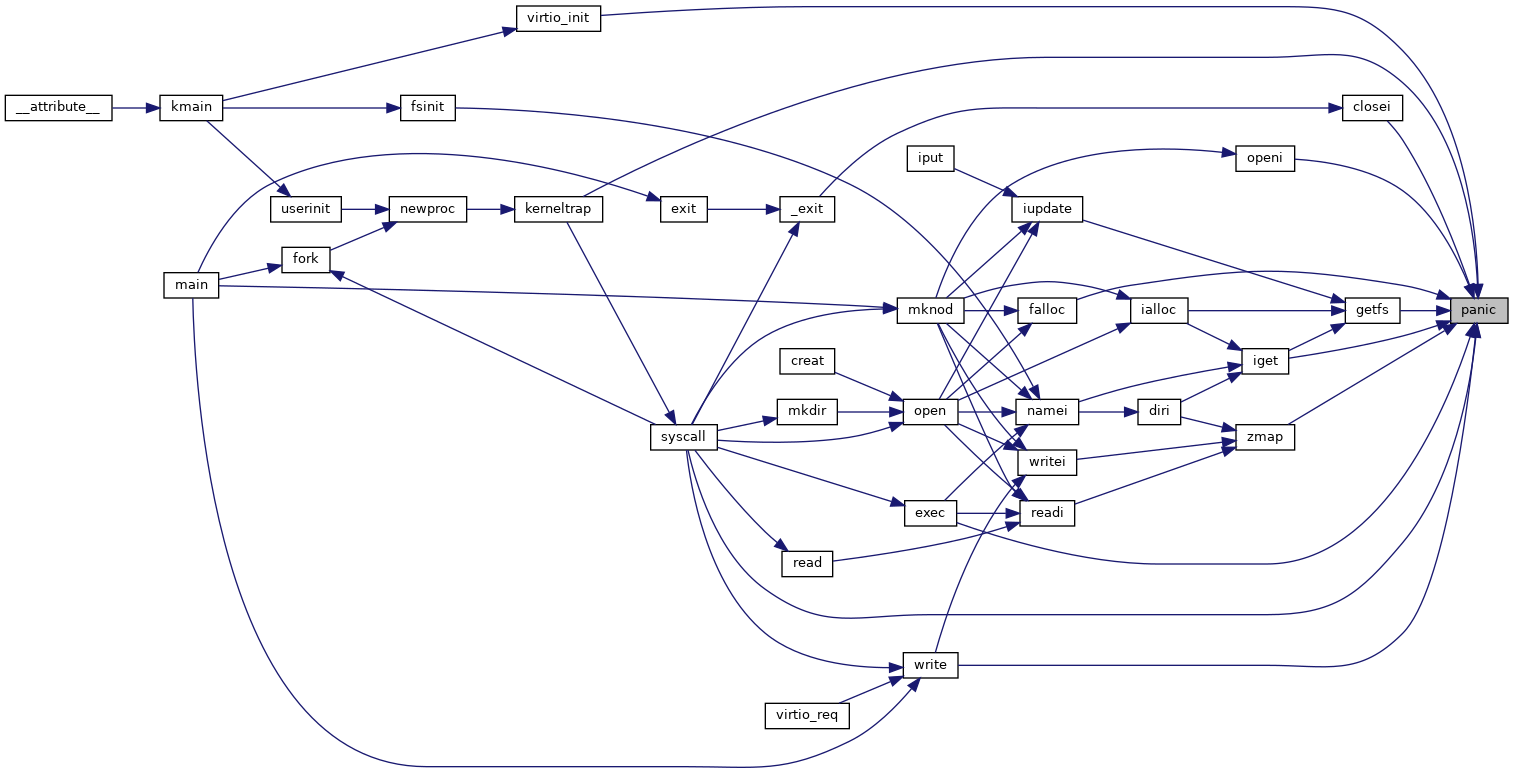 virtio_init
__attribute__
kmain
fsinit
closei
iput
openi
userinit
newproc
kerneltrap
exit
_exit
iupdate
fork
main
mknod
falloc
ialloc
getfs
panic
creat
iget
mkdir
open
namei
diri
syscall
zmap
writei
exec
readi
read
write
virtio_req